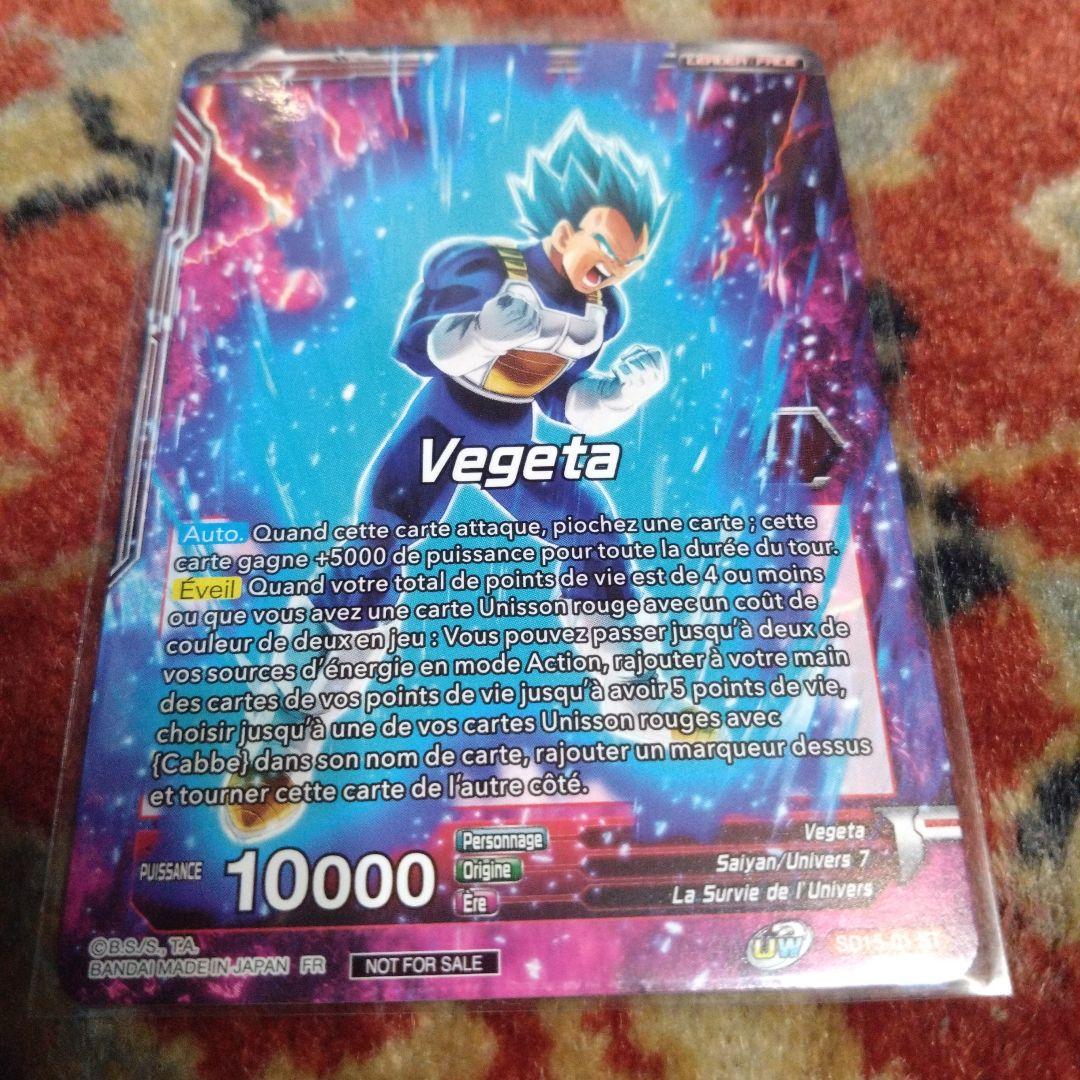 LEADER FACE
Vegeta
Auto. Quand cette carte attaque, piochez une carte ; cette
carte gagne +5000 de puissance pour toute la durée du tour.
Éveil Quand votre total de points de vie est de 4 ou moins
ou que vous avez une carte Unisson rouge avec un coût de
couleur de deux en jeu : Vous pouvez passer jusqu'à deux de
vos sources d'énergie en mode Action, rajouter à votre main
des cartes de vos points de vie jusqu'à avoir 5 points de vie,
choisir jusqu'à une de vos cartes Unisson rouges avec
{Cabbe} dans son nom de carte, rajouter un marqueur dessus
et tourner cette carte de l'autre côté.
PUISSANCE 10000
Personnage Vegeta
Origine Saiyan/Univers 7
Ère La Survie de l'Univers
©B.S./S., T.A.
BANDAI MADE IN JAPAN FR NOT FOR SALE
UW SD15-01 ST